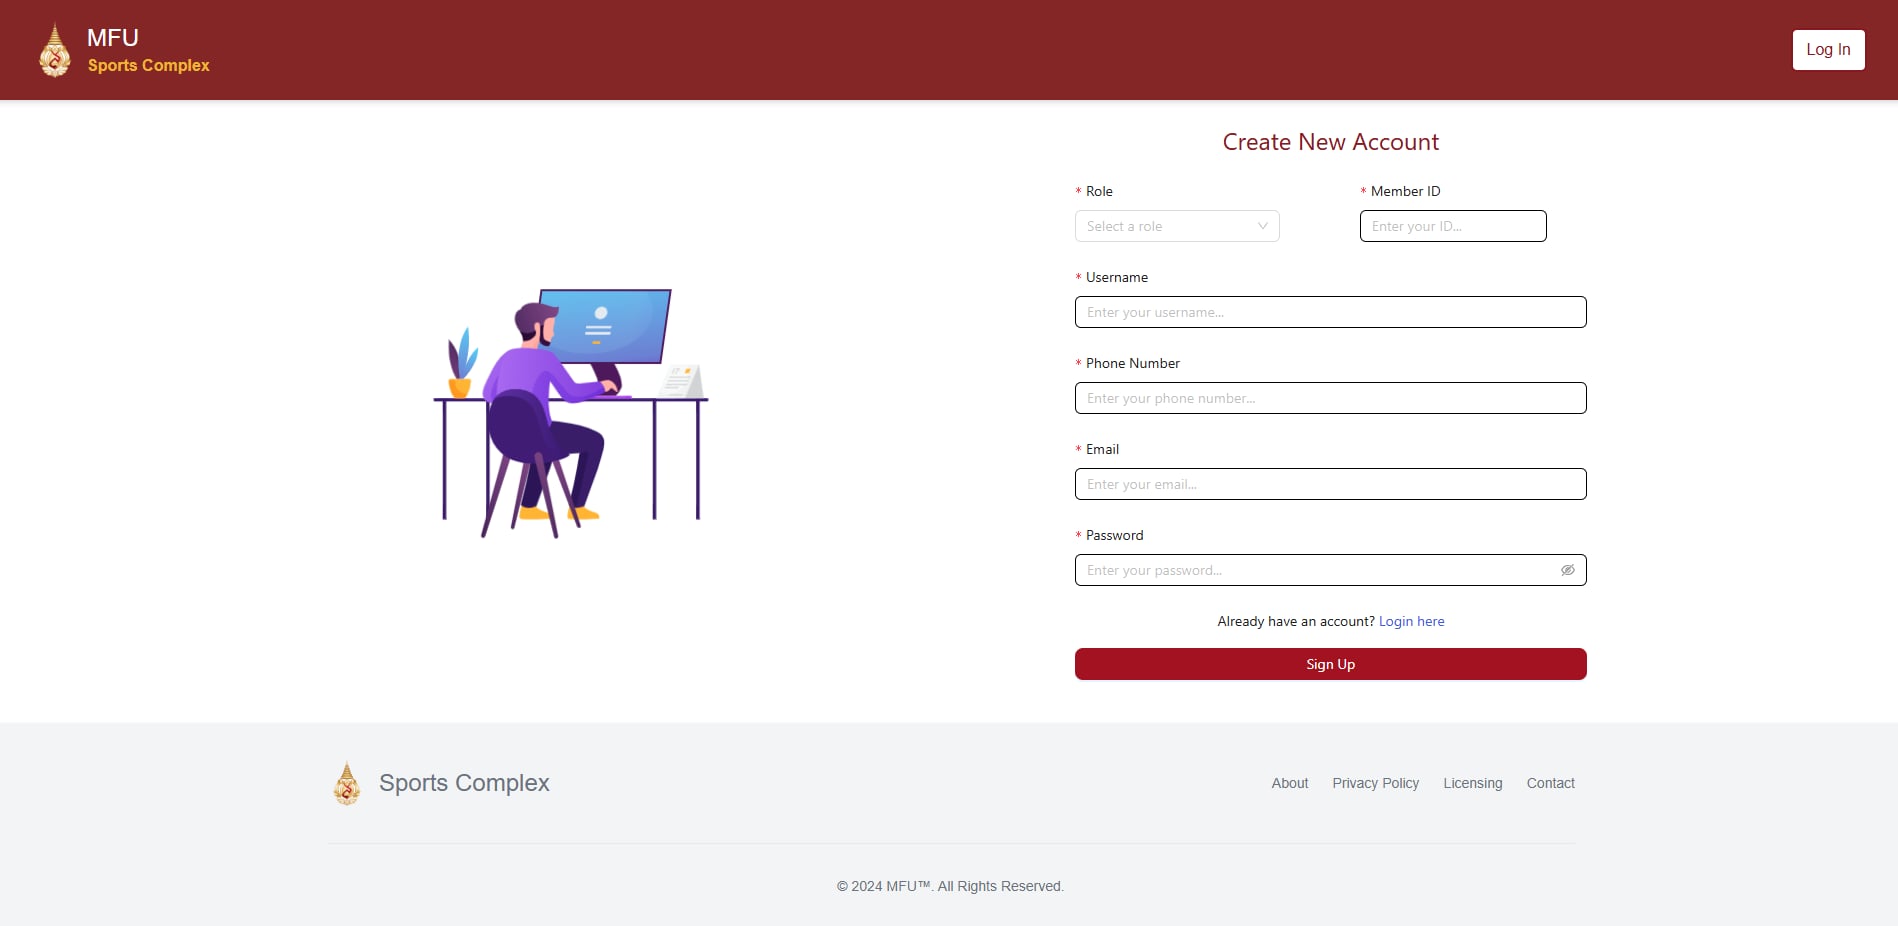 MFU
Sports Complex
Log In
Create New Account
* Role
* Member ID
Select a role
Enter your ID...
* Username
Enter your username...
* Phone Number
Enter your phone number...
* Email
Enter your email...
* Password
Enter your password...
Already have an account? Login here
Sign Up
Sports Complex
About
Privacy Policy
Licensing
Contact
© 2024 MFU™. All Rights Reserved.